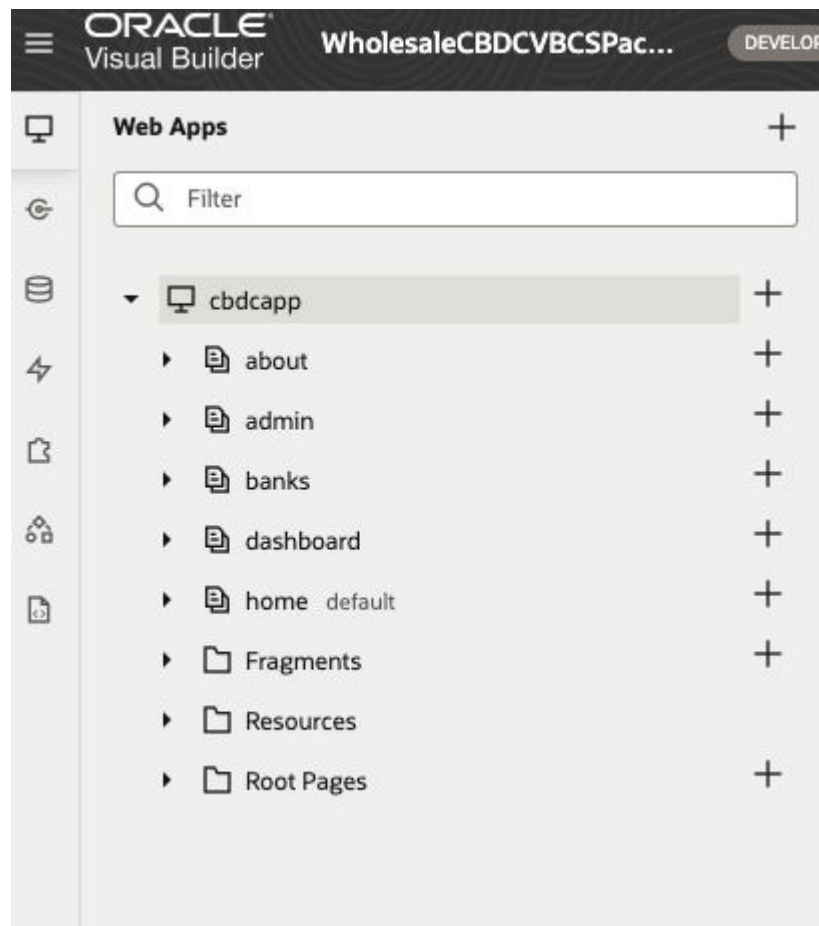 ORACLE
Visual Builder
WholesaleCBDCVBCSPac...
DEVELOP
Web Apps
Filter
cbdcapp
about
admin
banks
dashboard
home default
Fragments
Resources
Root Pages